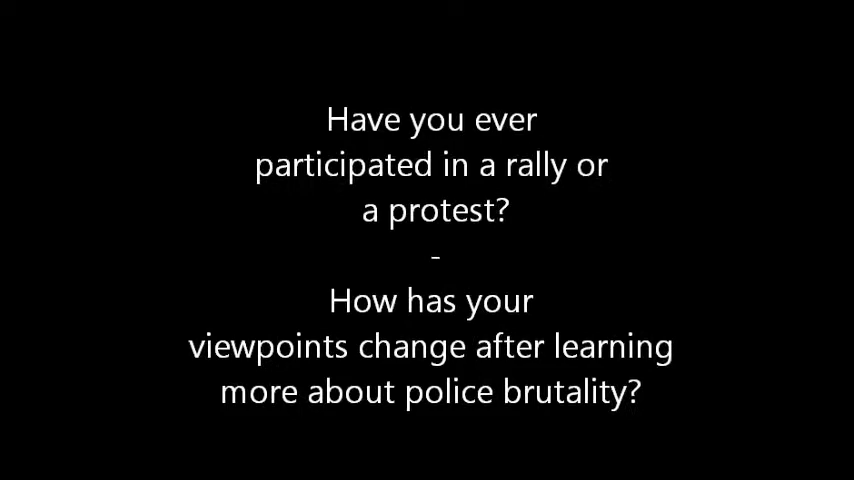 Have you ever
participated in a rally or
a protest?
-
How has your
viewpoints change after learning
more about police brutality?